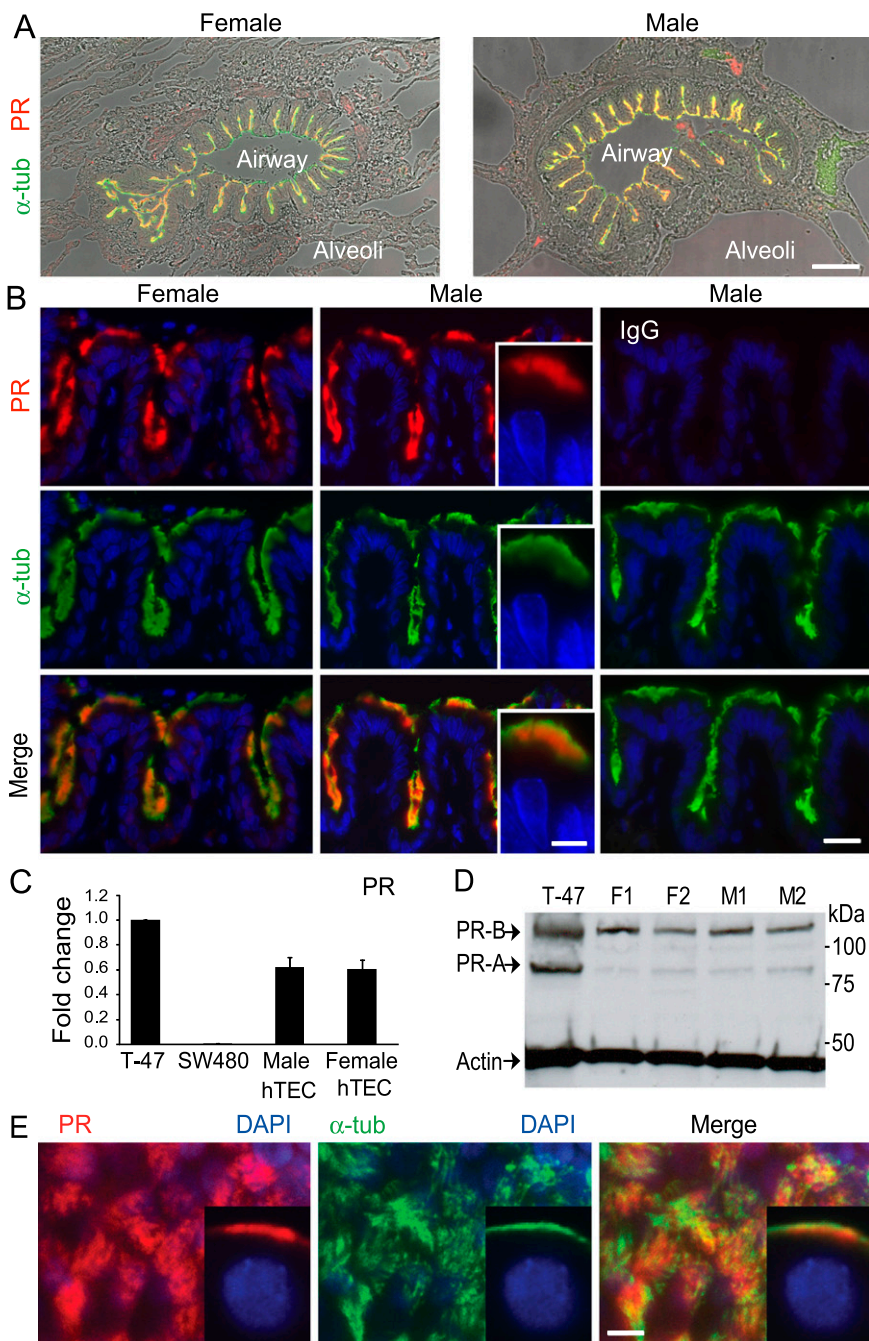 A
Female
Male
α-tub PR
Airway
Alveoli
Airway
Alveoli
B
Female
Male
Male
PR
IgG
α-tub
Merge
C
PR
Fold change
1.2
1.0
0.8
0.6
0.4
0.2
0.0
T-47
SW480
Male hTEC
Female hTEC
D
T-47 F1 F2 M1 M2
kDa
PR-B
PR-A
Actin
-100
-75
-50
E
PR DAPI
α-tub DAPI
Merge